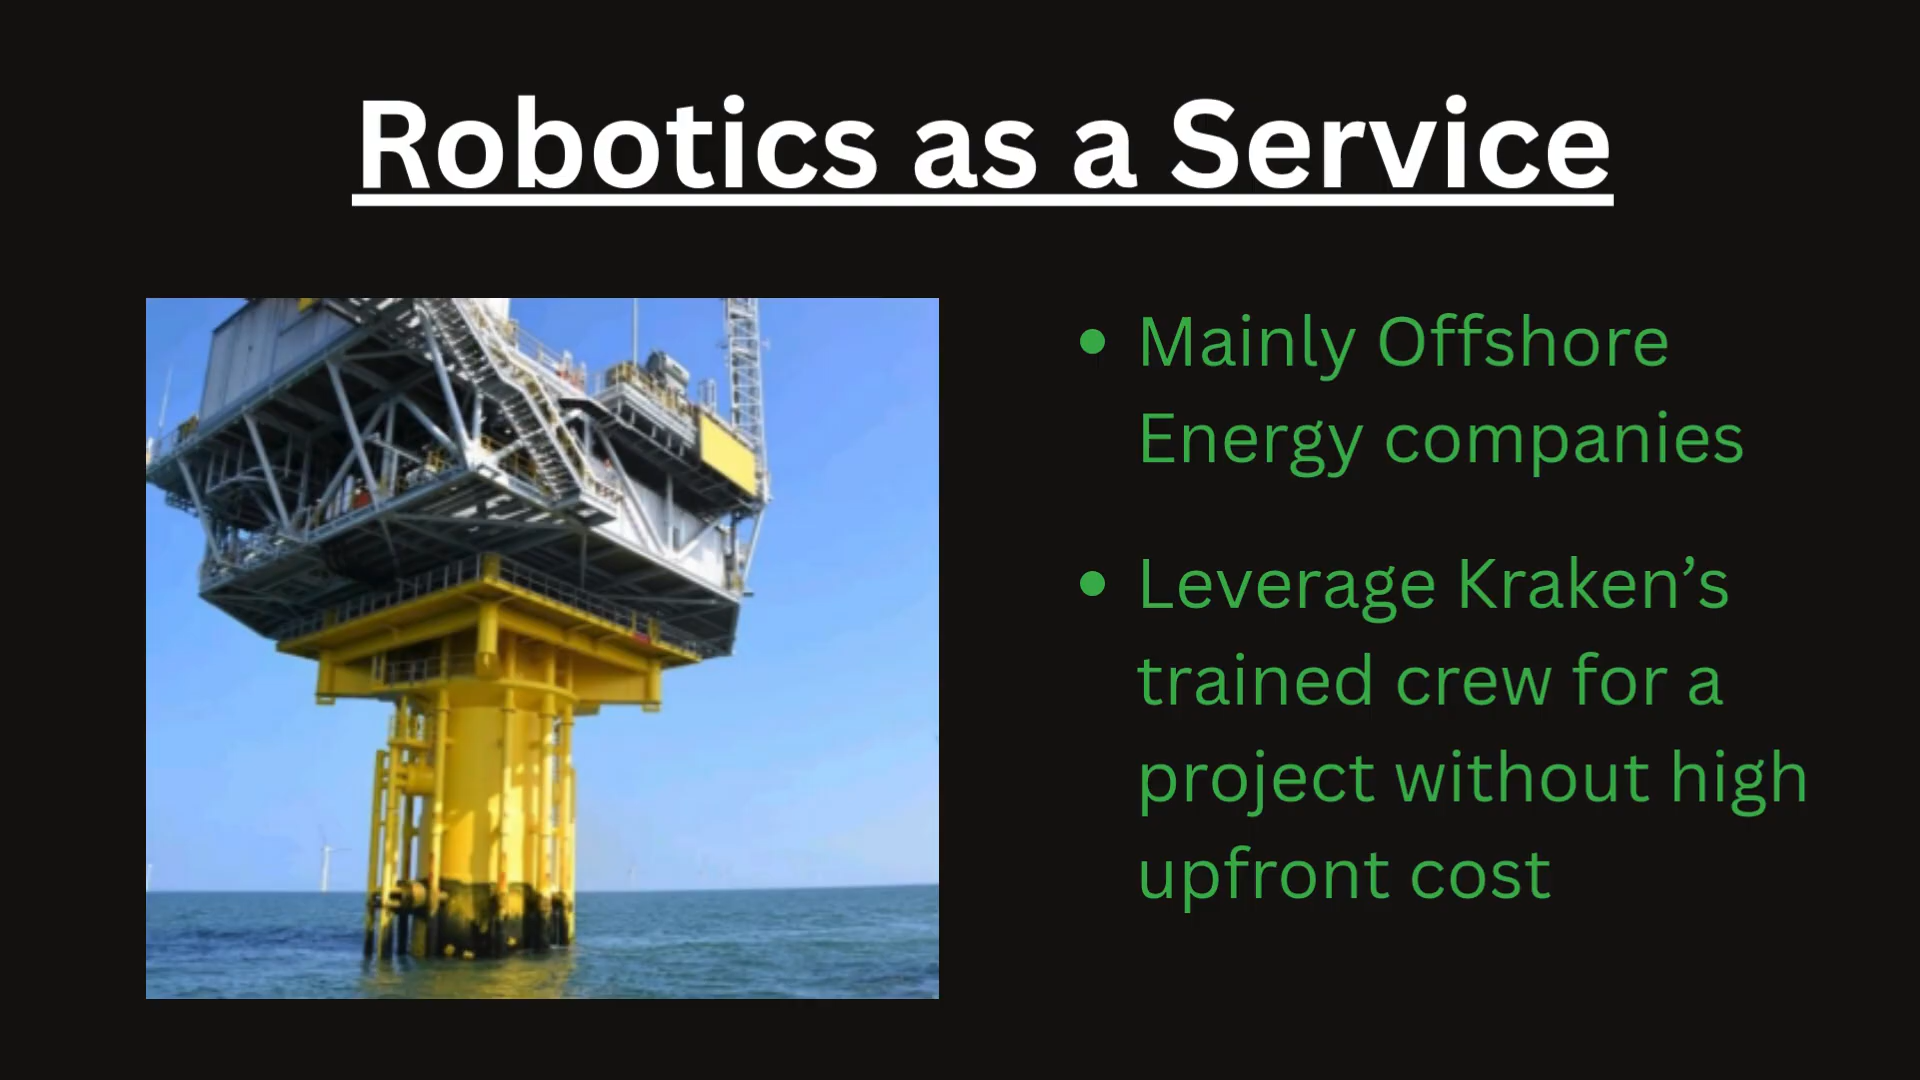 Robotics as a Service
• Mainly Offshore
Energy companies
• Leverage Kraken’s
trained crew for a
project without high
upfront cost